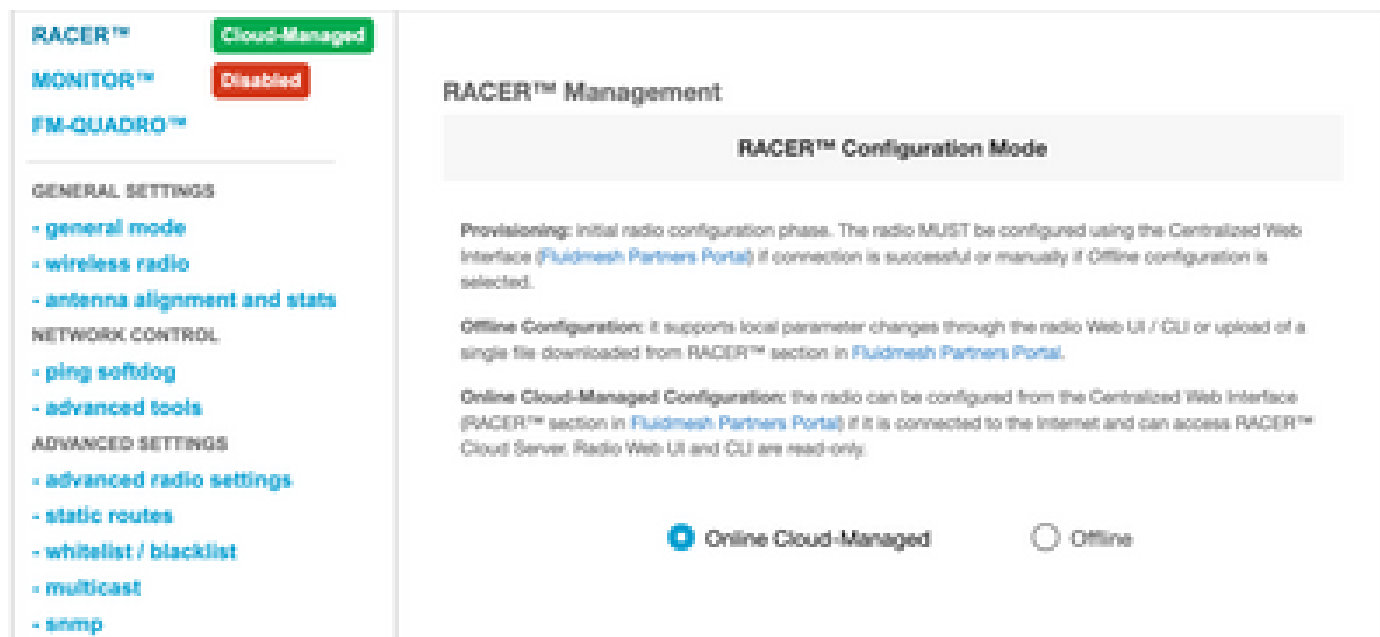 RACER™ Cloud-Managed
MONITOR™ Disabled
FM-QUADRO™
GENERAL SETTINGS
- general mode
- wireless radio
- antenna alignment and stats
NETWORK CONTROL
- ping softdog
- advanced tools
ADVANCED SETTINGS
- advanced radio settings
- static routes
- whitelist / blacklist
- multicast
- snmp
RACER™ Management
RACER™ Configuration Mode
Provisioning: initial radio configuration phase. The radio MUST be configured using the Centralized Web
Interface (Fluidmesh Partners Portal) if connection is successful or manually if Offline configuration is
selected.
Offline Configuration: it supports local parameter changes through the radio Web UI / CLI or upload of a
single file downloaded from RACER™ section in Fluidmesh Partners Portal.
Online Cloud-Managed Configuration: the radio can be configured from the Centralized Web Interface
(RACER™ section in Fluidmesh Partners Portal) if it is connected to the Internet and can access RACER™
Cloud Server. Radio Web UI and CLI are read-only.
Online Cloud-Managed
Offline